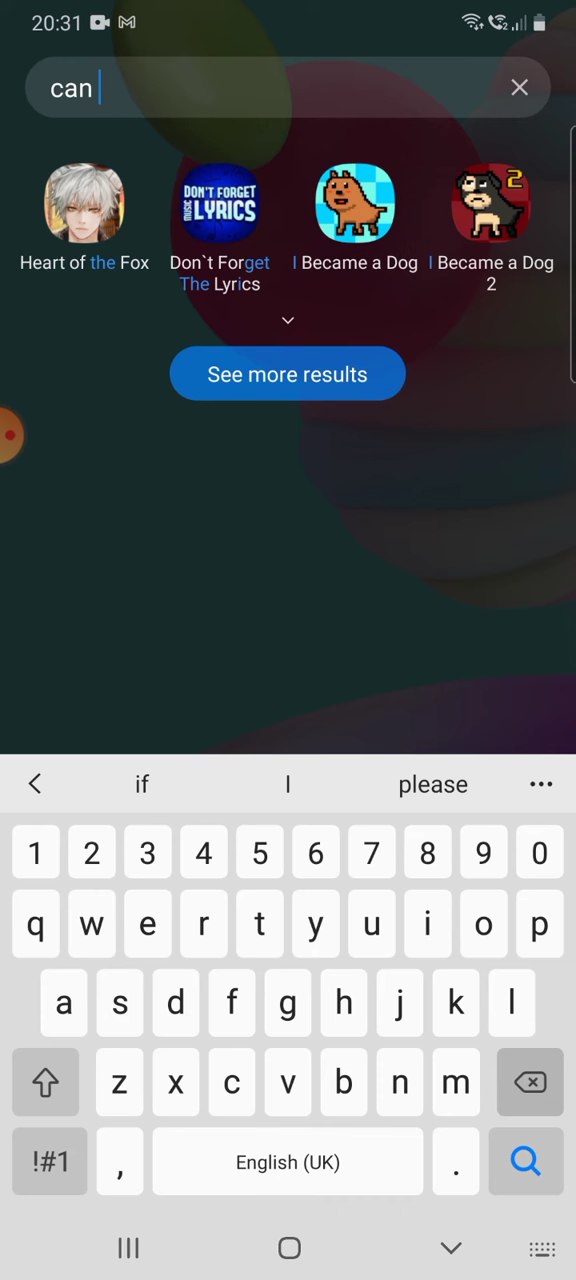 20:31
can
DON'T FORGET
MUSIC LYRICS
2
Heart of the Fox
Don`t Forget
The Lyrics
I Became a Dog
I Became a Dog
2
See more results
if I please
1 2 3 4 5 6 7 8 9 0
q w e r t y u i o p
a s d f g h j k l
z x c v b n m
!#1 , English (UK) .